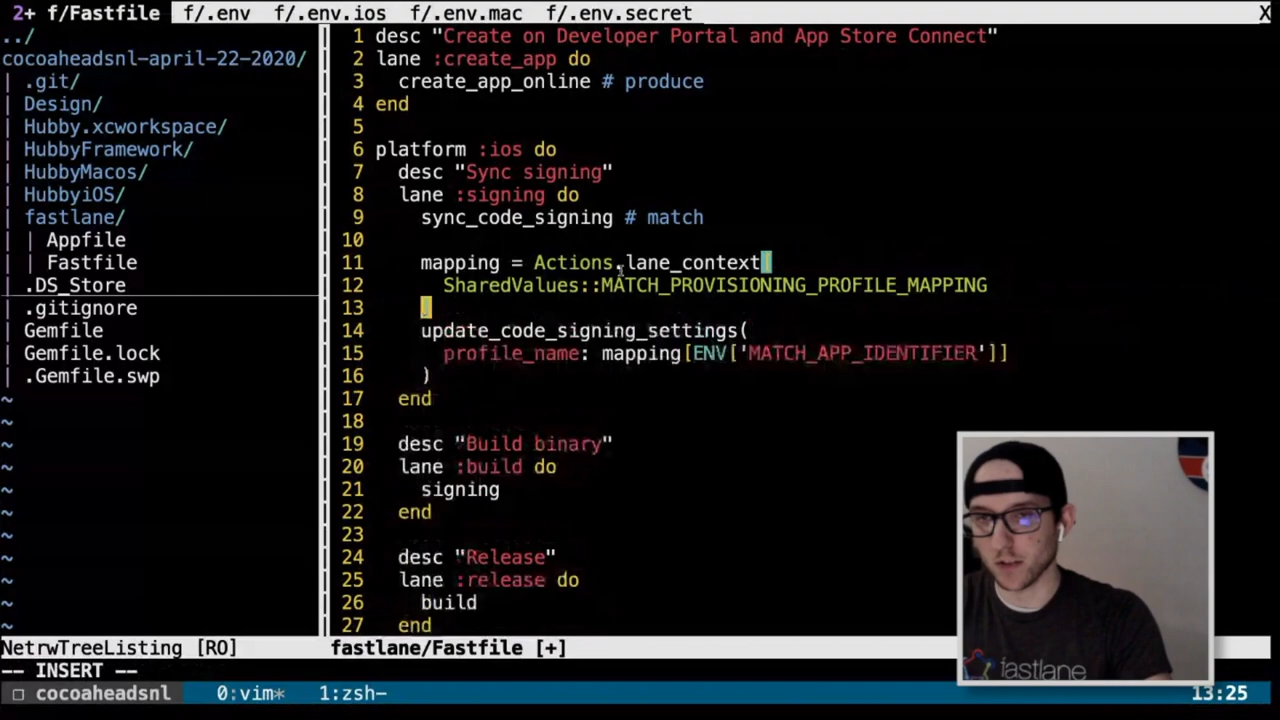 2+ f/Fastfile f/.env f/.env.ios f/.env.mac f/.env.secret X
../
cocoaheadsnl-april-22-2020/
| .git/
| Design/
| Hubby.xcworkspace/
| HubbyFramework/
| HubbyMacos/
| HubbyiOS/
| fastlane/
| | Appfile
| | Fastfile
| .DS_Store
| .gitignore
| Gemfile
| Gemfile.lock
| .Gemfile.swp
~
~
~
~
~
~
~
~
~
~
1 desc "Create on Developer Portal and App Store Connect"
2 lane :create_app do
3   create_app_online # produce
4 end
5
6 platform :ios do
7   desc "Sync signing"
8   lane :signing do
9     sync_code_signing # match
10
11     mapping = Actions.lane_context[
12       SharedValues::MATCH_PROVISIONING_PROFILE_MAPPING
13     ]
14     update_code_signing_settings(
15       profile_name: mapping[ENV['MATCH_APP_IDENTIFIER']]
16     )
17   end
18
19   desc "Build binary"
20   lane :build do
21     signing
22   end
23
24   desc "Release"
25   lane :release do
26     build
27   end
fastlane
NetrwTreeListing [RO] fastlane/Fastfile [+]
-- INSERT --
□ cocoaheadsnl 0:vim* 1:zsh- 13:25